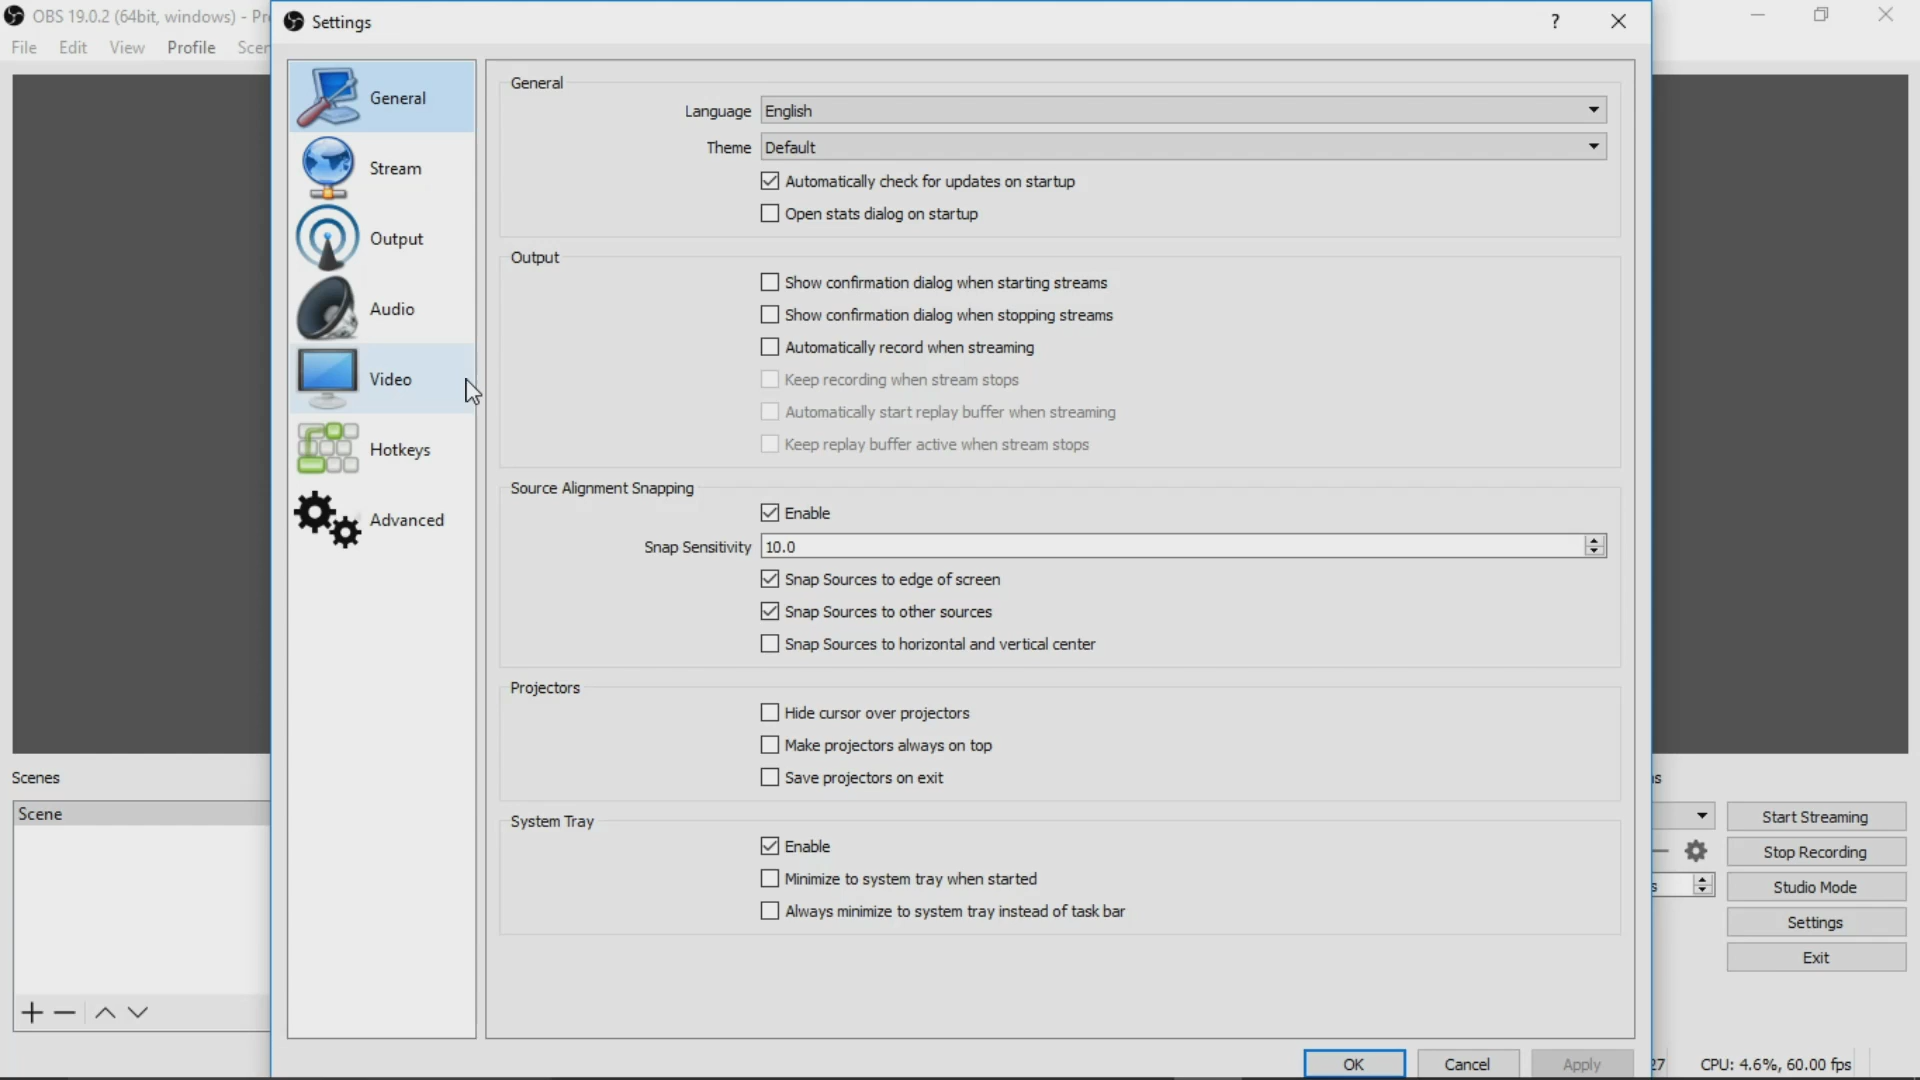 OBS 19.0.2 (64bit, windows) - Pr
Settings
File Edit View Profile Scen
General
Stream
Output
Audio
Video
Hotkeys
Advanced
General
Language English
Theme Default
Automatically check for updates on startup
Open stats dialog on startup
Output
Show confirmation dialog when starting streams
Show confirmation dialog when stopping streams
Automatically record when streaming
Keep recording when stream stops
Automatically start replay buffer when streaming
Keep replay buffer active when stream stops
Source Alignment Snapping
Enable
Snap Sensitivity 10.0
Snap Sources to edge of screen
Snap Sources to other sources
Snap Sources to horizontal and vertical center
Projectors
Hide cursor over projectors
Make projectors always on top
Save projectors on exit
System Tray
Enable
Minimize to system tray when started
Always minimize to system tray instead of task bar
OK Cancel Apply
Scenes
Scene
Start Streaming
Stop Recording
Studio Mode
Settings
Exit
27 CPU: 4.6%, 60.00 fps